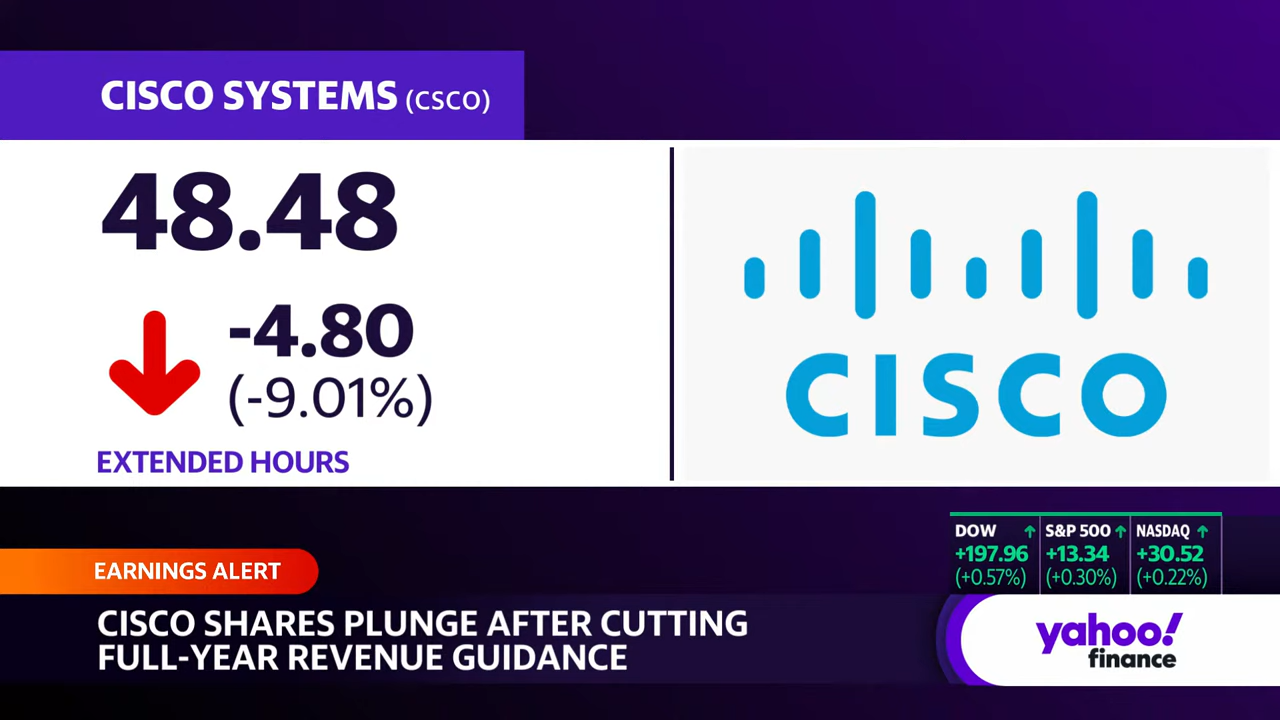 CISCO SYSTEMS (CSCO)
48.48
-4.80
(-9.01%)
EXTENDED HOURS
CISCO
EARNINGS ALERT
CISCO SHARES PLUNGE AFTER CUTTING
FULL-YEAR REVENUE GUIDANCE
DOW
+197.96
(+0.57%)
S&P 500
+13.34
(+0.30%)
NASDAQ
+30.52
(+0.22%)
yahoo!
finance